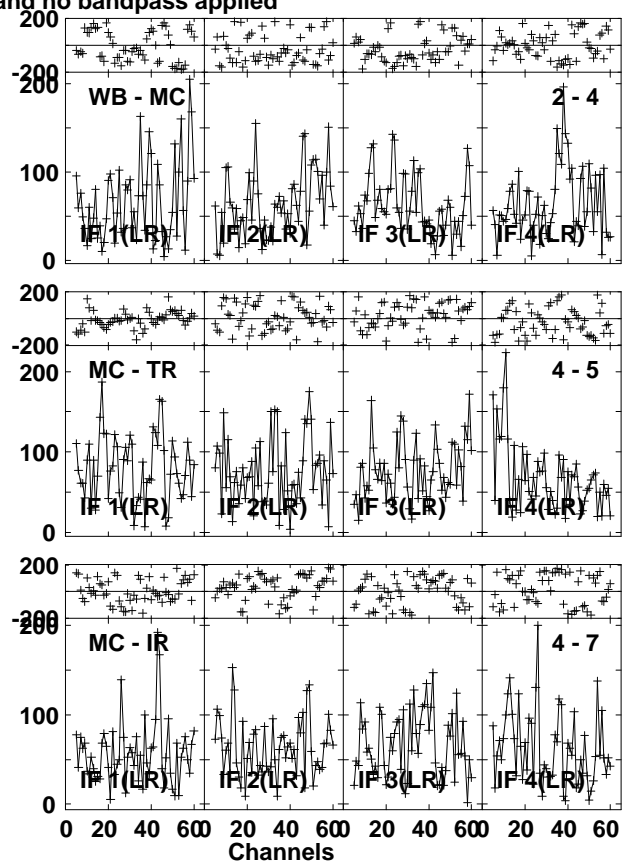 and no bandpass applied
200
-200
200
WB - MC
2 - 4
100
IF 1(LR) IF 2(LR) IF 3(LR) IF 4(LR)
0
200
-200
200
MC - TR
4 - 5
100
IF 1(LR) IF 2(LR) IF 3(LR) IF 4(LR)
0
200
-200
200
MC - IR
4 - 7
100
IF 1(LR) IF 2(LR) IF 3(LR) IF 4(LR)
0
0 20 40 60 0 20 40 60 0 20 40 60 0 20 40 60
Channels